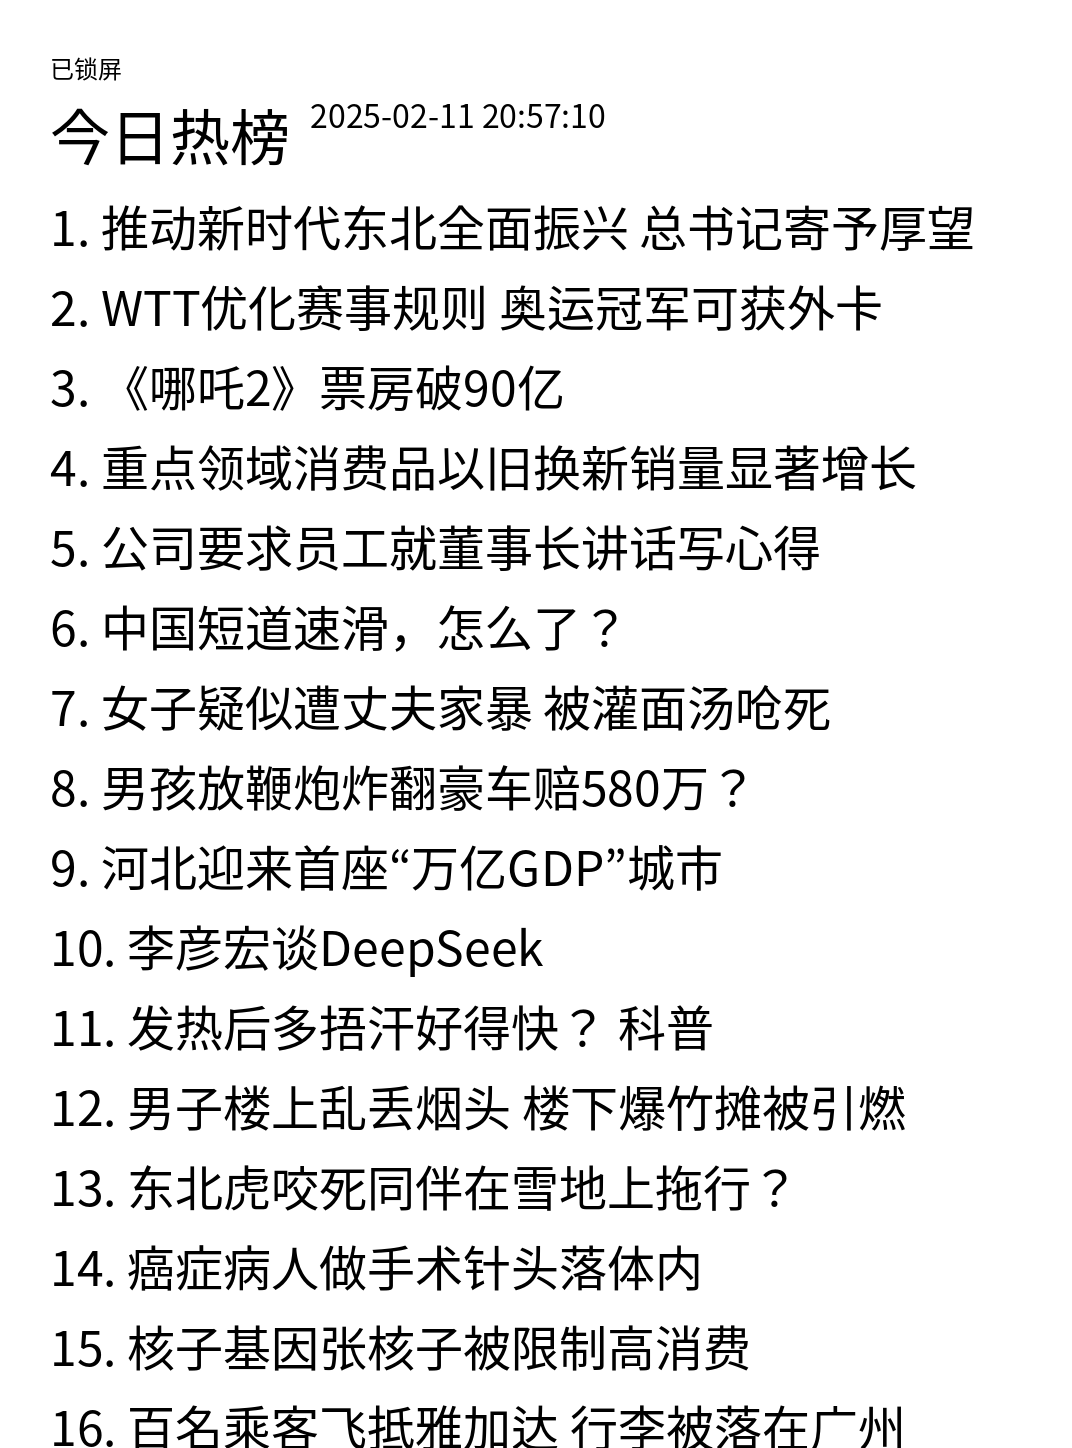 已锁屏
今日热榜 2025-02-11 20:57:10
1. 推动新时代东北全面振兴 总书记寄予厚望
2. WTT优化赛事规则 奥运冠军可获外卡
3. 《哪吒2》票房破90亿
4. 重点领域消费品以旧换新销量显著增长
5. 公司要求员工就董事长讲话写心得
6. 中国短道速滑，怎么了？
7. 女子疑似遭丈夫家暴 被灌面汤呛死
8. 男孩放鞭炮炸翻豪车赔580万？
9. 河北迎来首座“万亿GDP”城市
10. 李彦宏谈DeepSeek
11. 发热后多捂汗好得快？ 科普
12. 男子楼上乱丢烟头 楼下爆竹摊被引燃
13. 东北虎咬死同伴在雪地上拖行？
14. 癌症病人做手术针头落体内
15. 核子基因张核子被限制高消费
16. 百名乘客飞抵雅加达 行李被落在广州